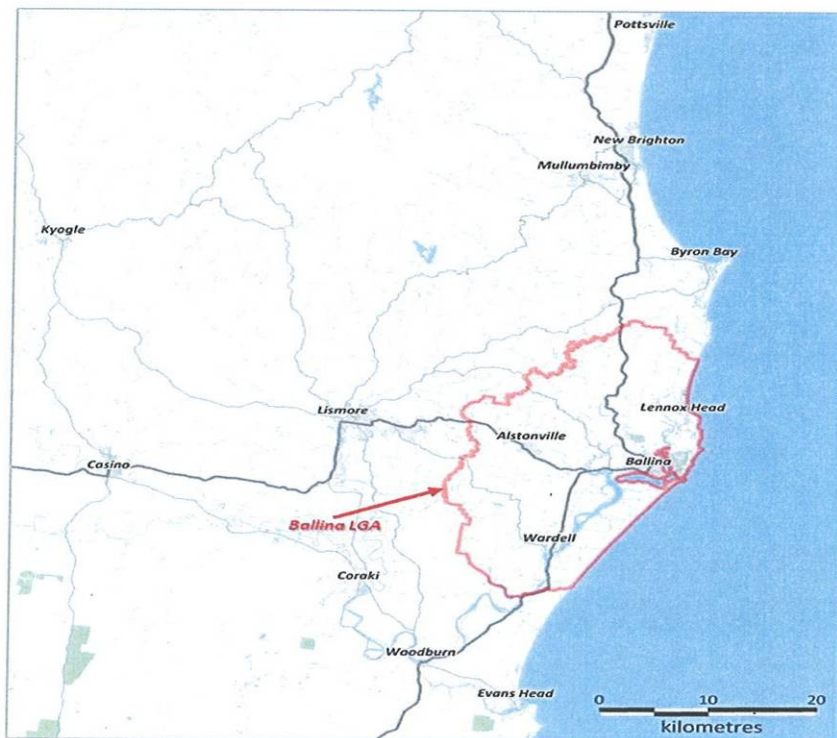 Pottsville
New Brighton
Mullumbimby
Kyogle
Byron Bay
Lismore
Lennox Head
Alstonville
Casino
Ballina
Ballina LGA
Wardell
Coraki
Woodburn
Evans Head
0 10 20
kilometres